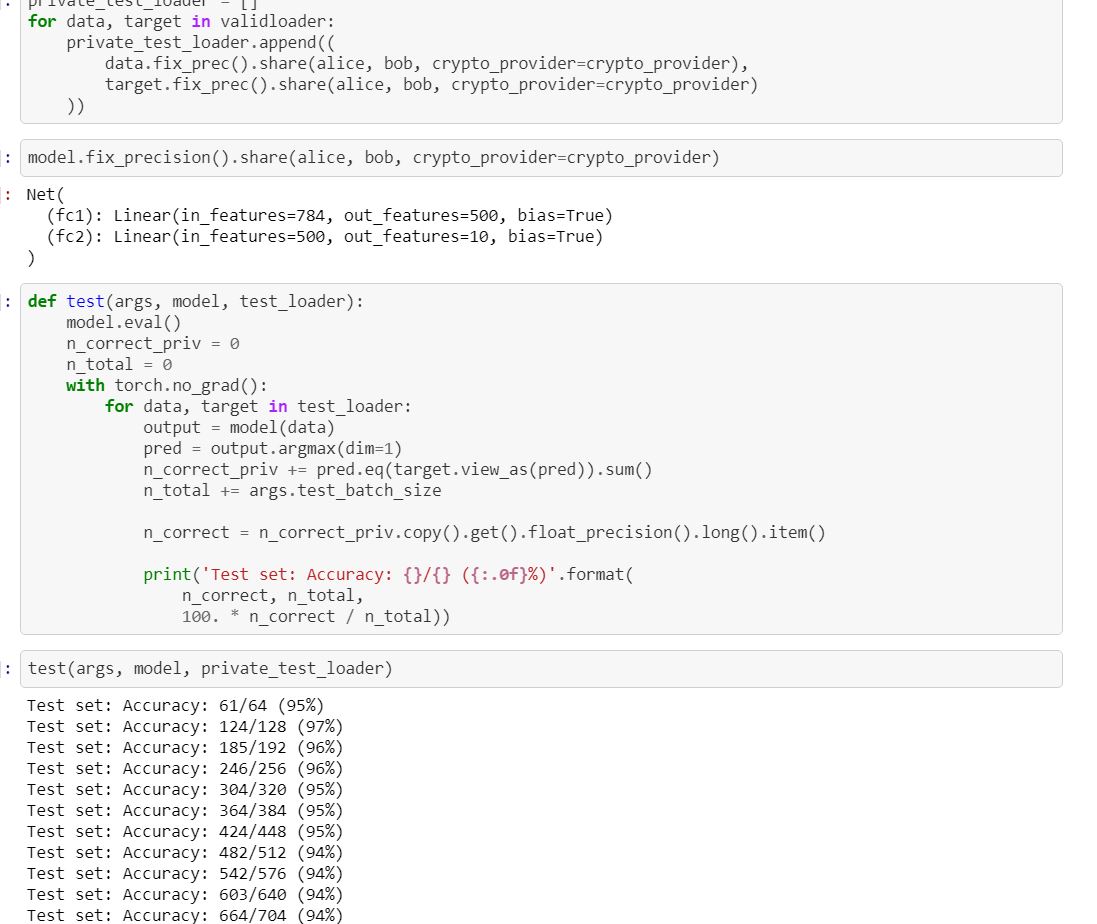 private_test_loader = []
for data, target in validloader:
    private_test_loader.append((
        data.fix_prec().share(alice, bob, crypto_provider=crypto_provider),
        target.fix_prec().share(alice, bob, crypto_provider=crypto_provider)
    ))
]: model.fix_precision().share(alice, bob, crypto_provider=crypto_provider)
]: Net(
  (fc1): Linear(in_features=784, out_features=500, bias=True)
  (fc2): Linear(in_features=500, out_features=10, bias=True)
)
]: def test(args, model, test_loader):
    model.eval()
    n_correct_priv = 0
    n_total = 0
    with torch.no_grad():
        for data, target in test_loader:
            output = model(data)
            pred = output.argmax(dim=1)
            n_correct_priv += pred.eq(target.view_as(pred)).sum()
            n_total += args.test_batch_size
            n_correct = n_correct_priv.copy().get().float_precision().long().item()
            print('Test set: Accuracy: {}/{} ({:.0f}%)'.format(
                n_correct, n_total,
                100. * n_correct / n_total))
]: test(args, model, private_test_loader)
Test set: Accuracy: 61/64 (95%)
Test set: Accuracy: 124/128 (97%)
Test set: Accuracy: 185/192 (96%)
Test set: Accuracy: 246/256 (96%)
Test set: Accuracy: 304/320 (95%)
Test set: Accuracy: 364/384 (95%)
Test set: Accuracy: 424/448 (95%)
Test set: Accuracy: 482/512 (94%)
Test set: Accuracy: 542/576 (94%)
Test set: Accuracy: 603/640 (94%)
Test set: Accuracy: 664/704 (94%)